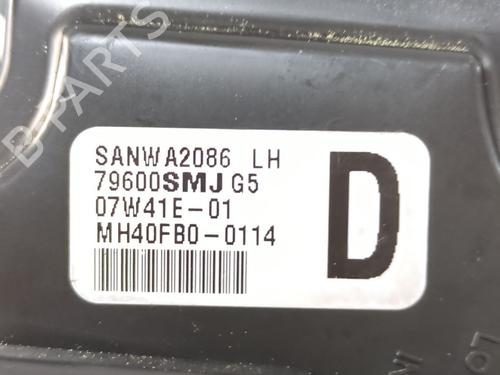 SANWA2086 LH
79600SMJ G5
07W41E-01
MH40FB0-0114
D
B-PARTS